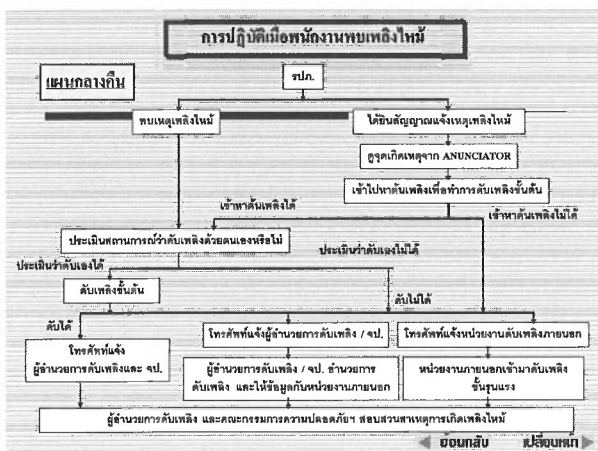 การปฏิบัติเมื่อพนักงานพบเพลิงไหม้
แผนกลางคืน
รปภ.
พบเหตุเพลิงไหม้
ได้ยินสัญญาณแจ้งเหตุเพลิงไหม้
ดูจุดเกิดเหตุจาก ANUNCIATOR
เข้าไปหาต้นเพลิงเพื่อทำการดับเพลิงขั้นต้น
เข้าหาต้นเพลิงได้
เข้าหาต้นเพลิงไม่ได้
ประเมินสถานการณ์ว่าดับเพลิงด้วยตนเองหรือไม่
ประเมินว่าดับเองไม่ได้
ประเมินว่าดับเองได้
ดับเพลิงขั้นต้น
ดับไม่ได้
ดับได้
โทรศัพท์แจ้ง
ผู้อำนวยการดับเพลิงและ จป.
โทรศัพท์แจ้งผู้อำนวยการดับเพลิง / จป.
โทรศัพท์แจ้งหน่วยงานดับเพลิงภายนอก
ผู้อำนวยการดับเพลิง / จป. อำนวยการ
ดับเพลิง และให้ข้อมูลกับหน่วยงานภายนอก
หน่วยงานภายนอกเข้ามาดับเพลิง
ขั้นรุนแรง
ผู้อำนวยการดับเพลิง และคณะกรรมการความปลอดภัยฯ สอบสวนสาเหตุการเกิดเพลิงไหม้
ย้อนกลับ
เปลี่ยนหน้า